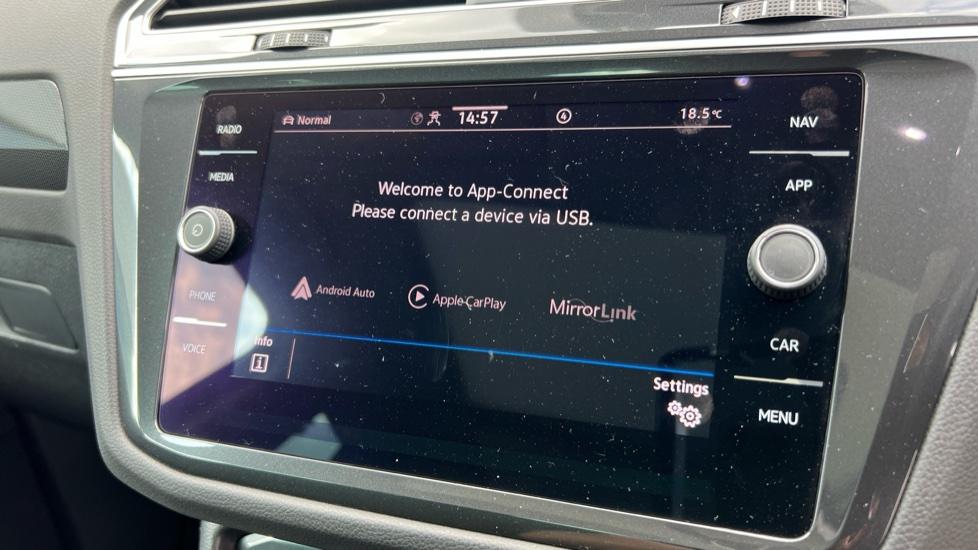 RADIO
MEDIA
PHONE
VOICE
Normal
14:57
4
18.5°C
Welcome to App-Connect
Please connect a device via USB.
Android Auto
Apple CarPlay
MirrorLink
Info
i
Settings
NAV
APP
CAR
MENU